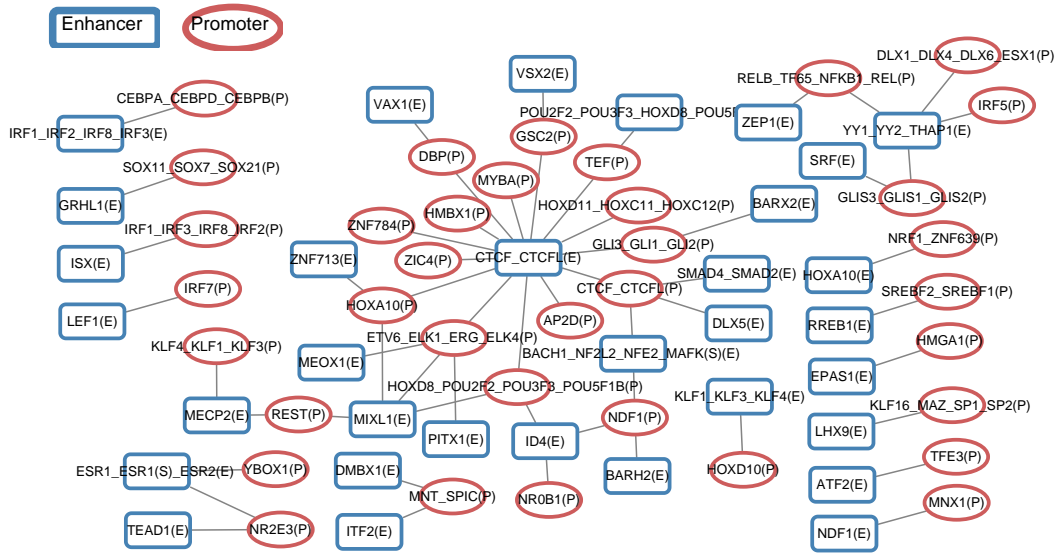 Enhancer
Promoter
VSX2(E)
DLX1_DLX4_DLX6_ESX1(P)
RELB_TF65_NFKB1_REL(P)
CEBPA_CEBPD_CEBPB(P)
VAX1(E)
POU2F2_POU3F3_HOXD8_POU5F
IRF5(P)
IRF1_IRF2_IRF8_IRF3(E)
GSC2(P)
ZEP1(E)
YY1_YY2_THAP1(E)
DBP(P)
TEF(P)
SRF(E)
SOX11_SOX7_SOX21(P)
MYBA(P)
GLIS3_GLIS1_GLIS2(P)
GRHL1(E)
HOXD11_HOXC11_HOXC12(P)
BARX2(E)
HMBX1(P)
IRF1_IRF3_IRF8_IRF2(P)
ZNF784(P)
GLI3_GLI1_GLI2(P)
NRF1_ZNF639(P)
CTCF_CTCFL(E)
ZNF713(E)
ZIC4(P)
ISX(E)
SMAD4_SMAD2(E)
HOXA10(E)
IRF7(P)
CTCF_CTCFL(P)
SREBF2_SREBF1(P)
HOXA10(P)
LEF1(E)
AP2D(P)
DLX5(E)
RREB1(E)
ETV6_ELK1_ERG_ELK4(P)
HMGA1(P)
KLF4_KLF1_KLF3(P)
BACH1_NF2L2_NFE2_MAFK(S)(E)
MEOX1(E)
EPAS1(E)
HOXD8_POU2F2_POU3F3_POU5F1B(P)
KLF1_KLF3_KLF4(E)
KLF16_MAZ_SP1_SP2(P)
MECP2(E)
REST(P)
MIXL1(E)
NDF1(P)
LHX9(E)
PITX1(E)
ID4(E)
TFE3(P)
ESR1_ESR1(S)_ESR2(E)
YBOX1(P)
DMBX1(E)
BARH2(E)
HOXD10(P)
ATF2(E)
MNT_SPIC(P)
NR0B1(P)
MNX1(P)
TEAD1(E)
NR2E3(P)
ITF2(E)
NDF1(E)